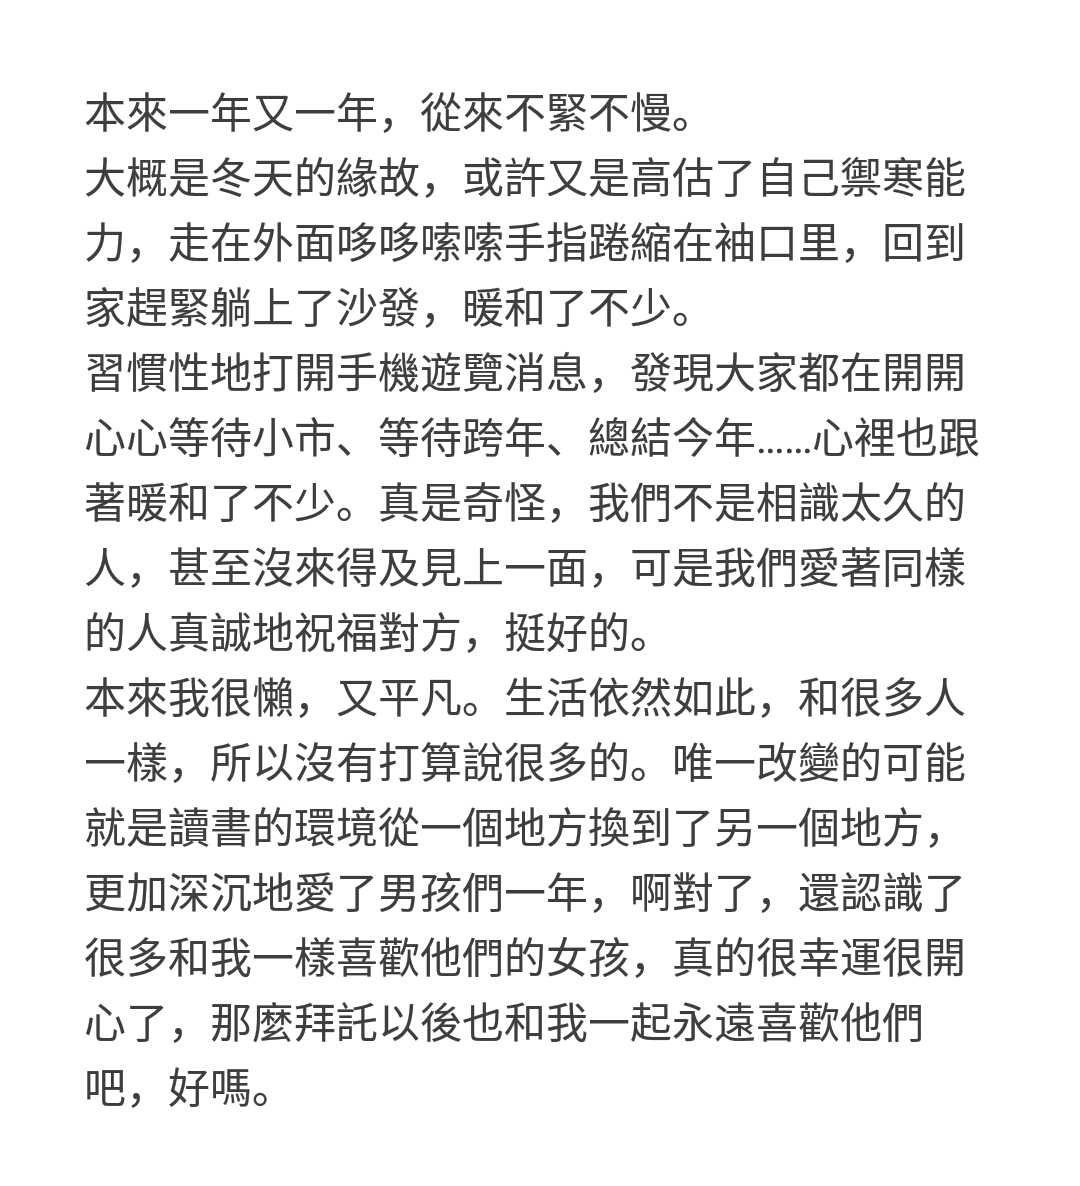 本來一年又一年，從來不緊不慢。
大概是冬天的緣故，或許又是高估了自己禦寒能
力，走在外面哆哆嗦嗦手指踡縮在袖口里，回到
家趕緊躺上了沙發，暖和了不少。
習慣性地打開手機遊覽消息，發現大家都在開開
心心等待小市、等待跨年、總結今年……心裡也跟
著暖和了不少。真是奇怪，我們不是相識太久的
人，甚至沒來得及見上一面，可是我們愛著同樣
的人真誠地祝福對方，挺好的。
本來我很懶，又平凡。生活依然如此，和很多人
一樣，所以沒有打算說很多的。唯一改變的可能
就是讀書的環境從一個地方換到了另一個地方，
更加深沉地愛了男孩們一年，啊對了，還認識了
很多和我一樣喜歡他們的女孩，真的很幸運很開
心了，那麼拜託以後也和我一起永遠喜歡他們
吧，好嗎。